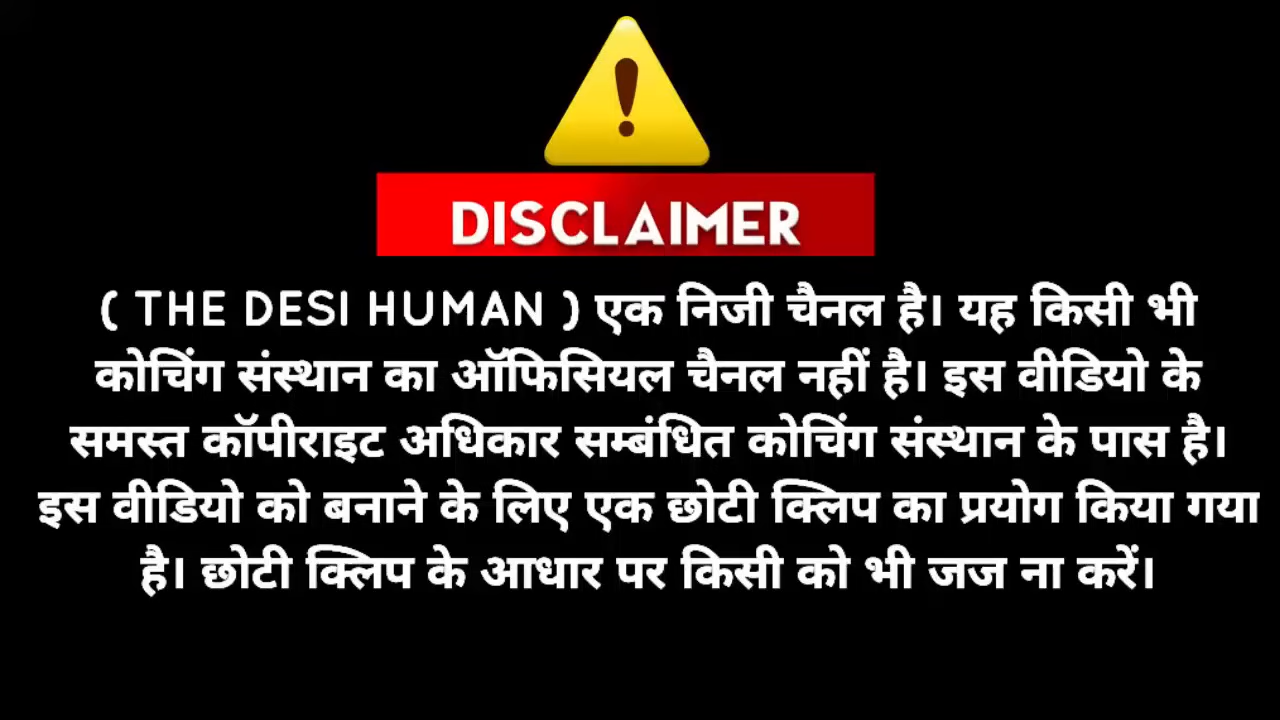 DISCLAIMER
( THE DESI HUMAN ) एक निजी चैनल है। यह किसी भी
कोचिंग संस्थान का ऑफिसियल चैनल नहीं है। इस वीडियो के
समस्त कॉपीराइट अधिकार सम्बंधित कोचिंग संस्थान के पास है।
इस वीडियो को बनाने के लिए एक छोटी क्लिप का प्रयोग किया गया
है। छोटी क्लिप के आधार पर किसी को भी जज ना करें।